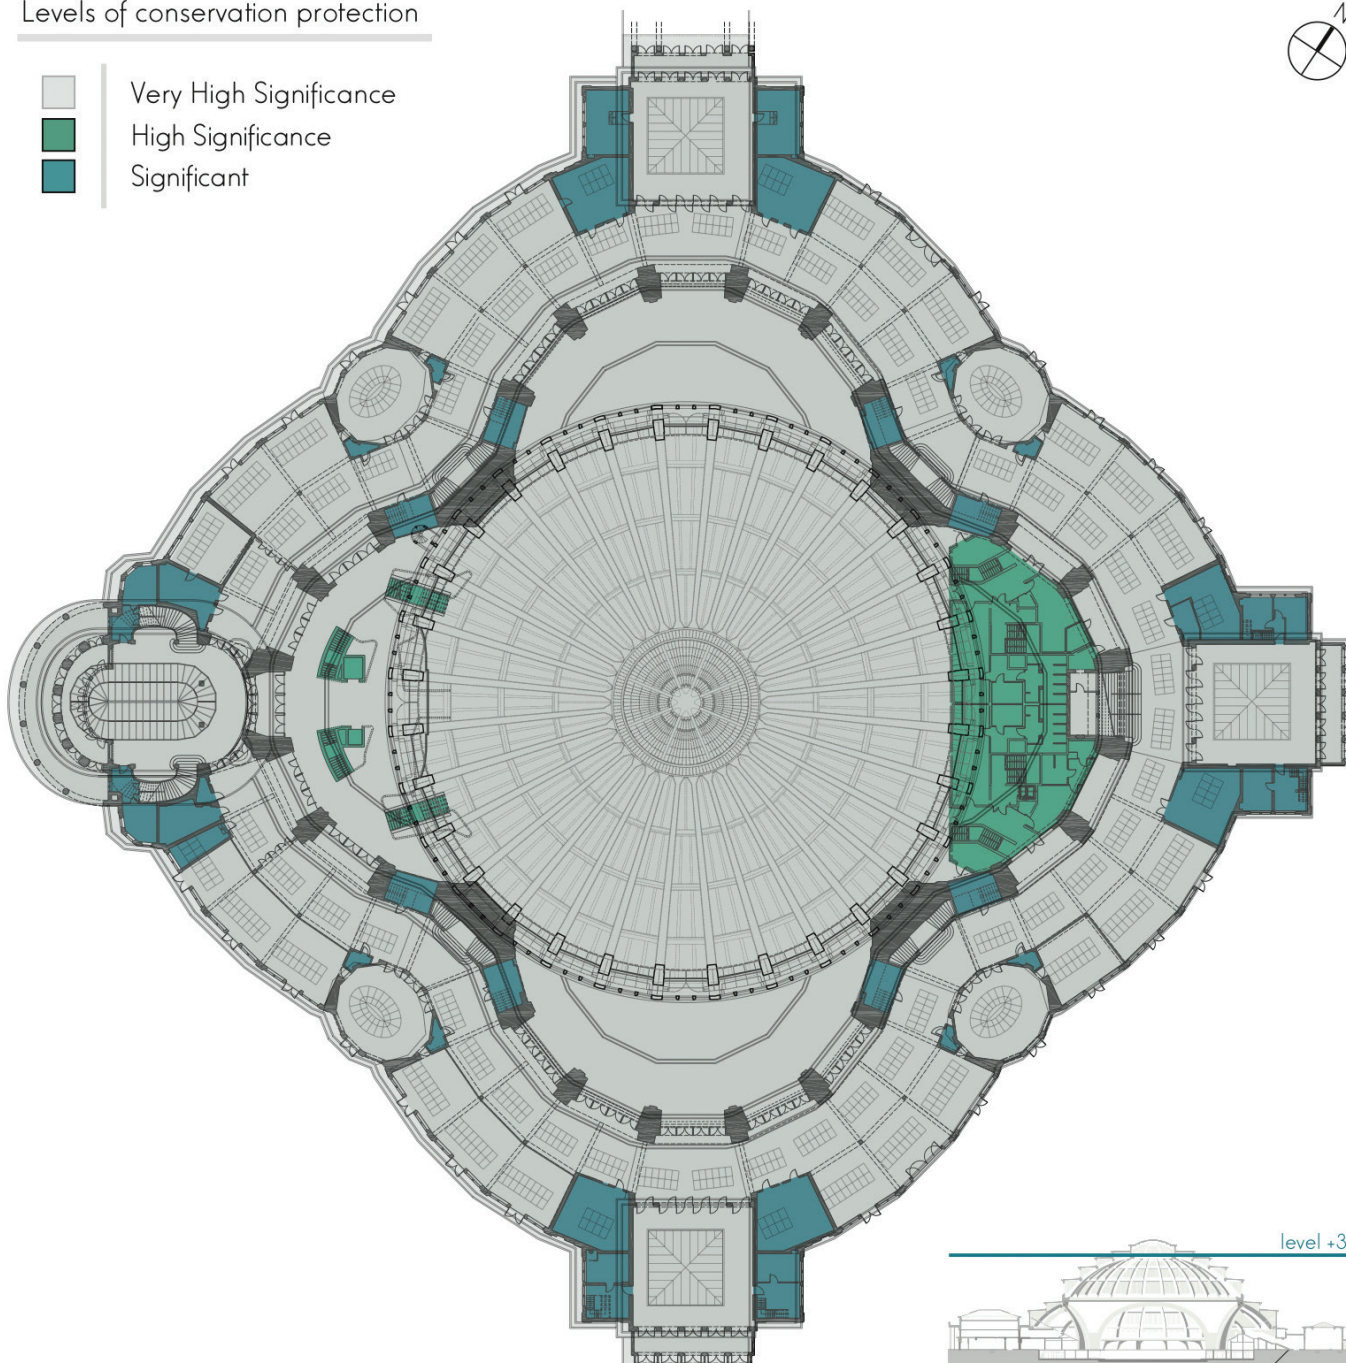 Levels of conservation protection
N
Very High Significance
High Significance
Significant
level +3